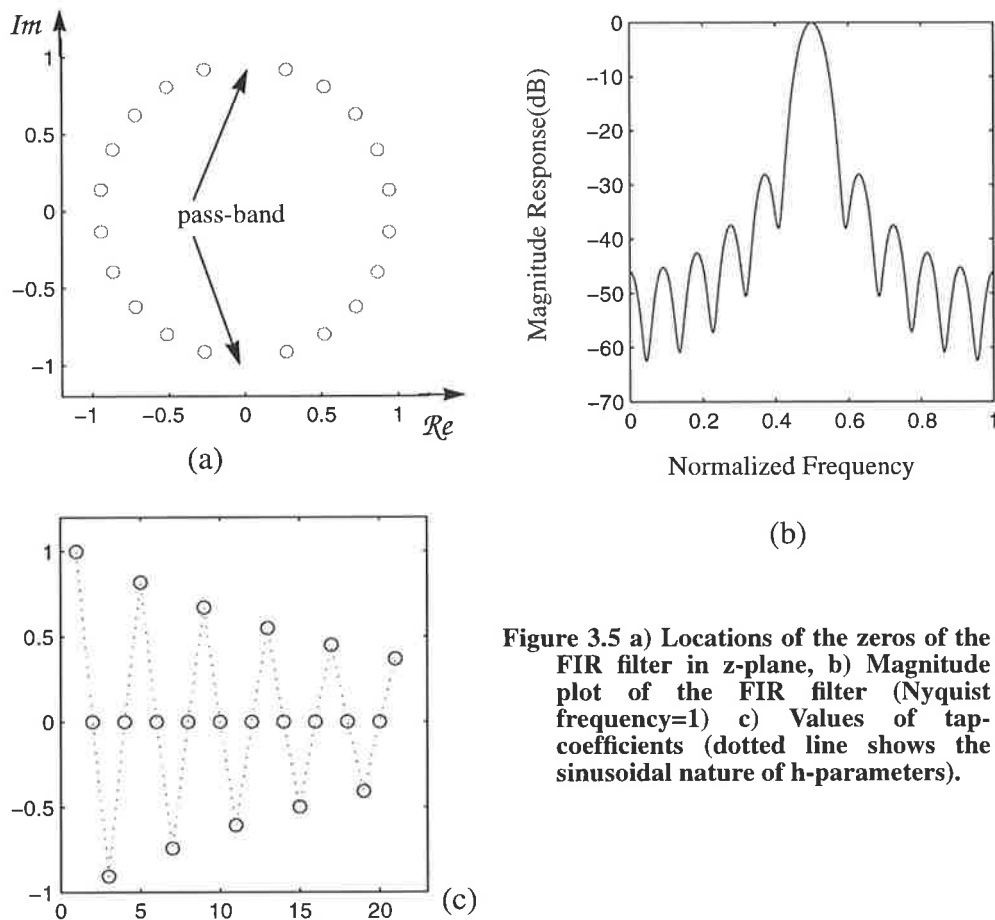 Im
1
0.5
0
−0.5
−1
−1
−0.5
0
0.5
1
Re
pass-band
(a)
Magnitude Response(dB)
0
−10
−20
−30
−40
−50
−60
−70
0
0.2
0.4
0.6
0.8
1
Normalized Frequency
(b)
1
0.5
0
−0.5
−1
0
5
10
15
20
(c)
Figure 3.5 a) Locations of the zeros of the
FIR filter in z-plane, b) Magnitude
plot of the FIR filter (Nyquist
frequency=1) c) Values of tap-
coefficients (dotted line shows the
sinusoidal nature of h-parameters).